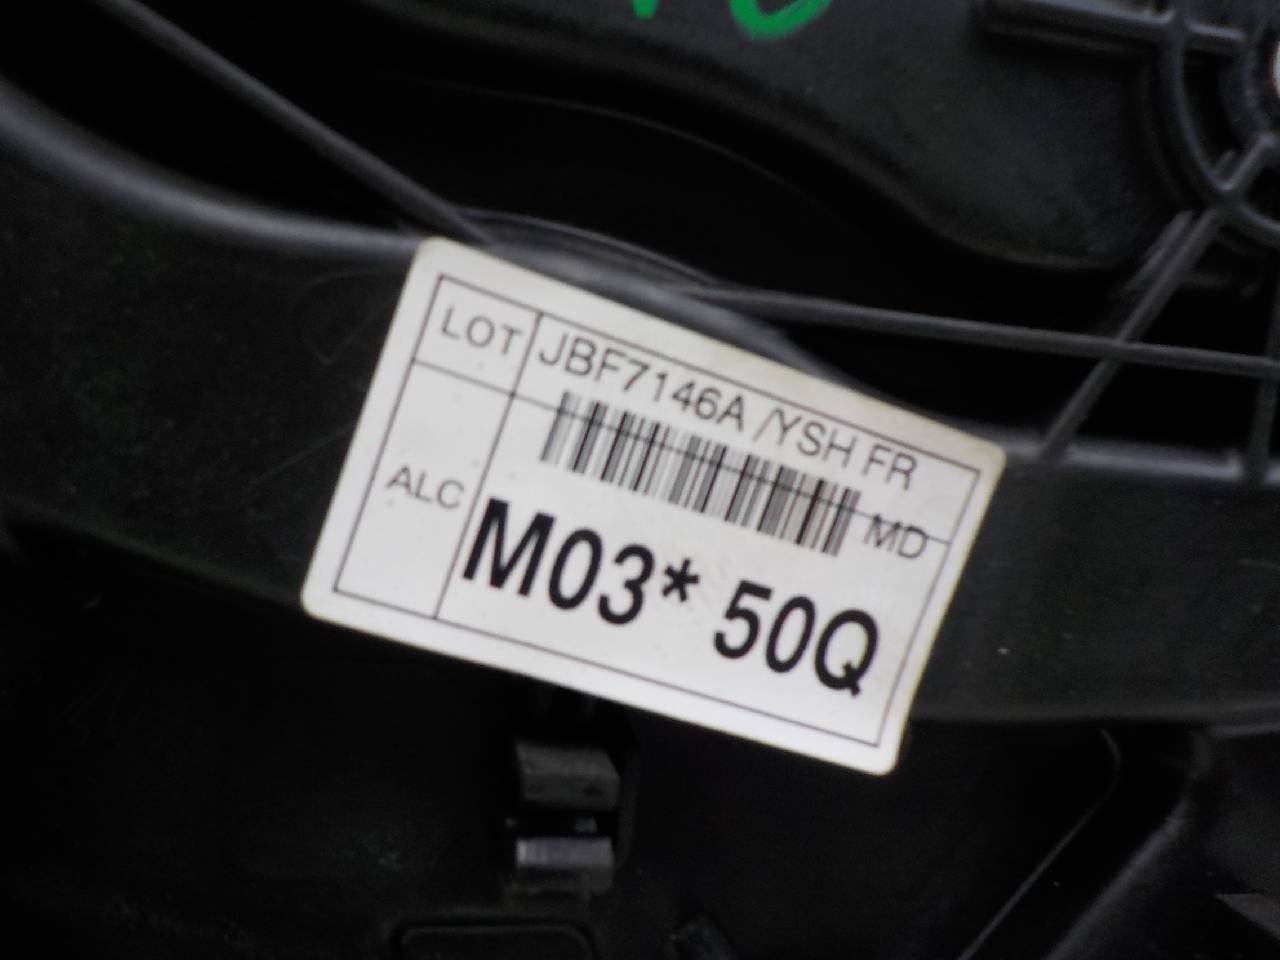 LOT JBF7146A /YSH FR
MD
ALC M03* 50Q